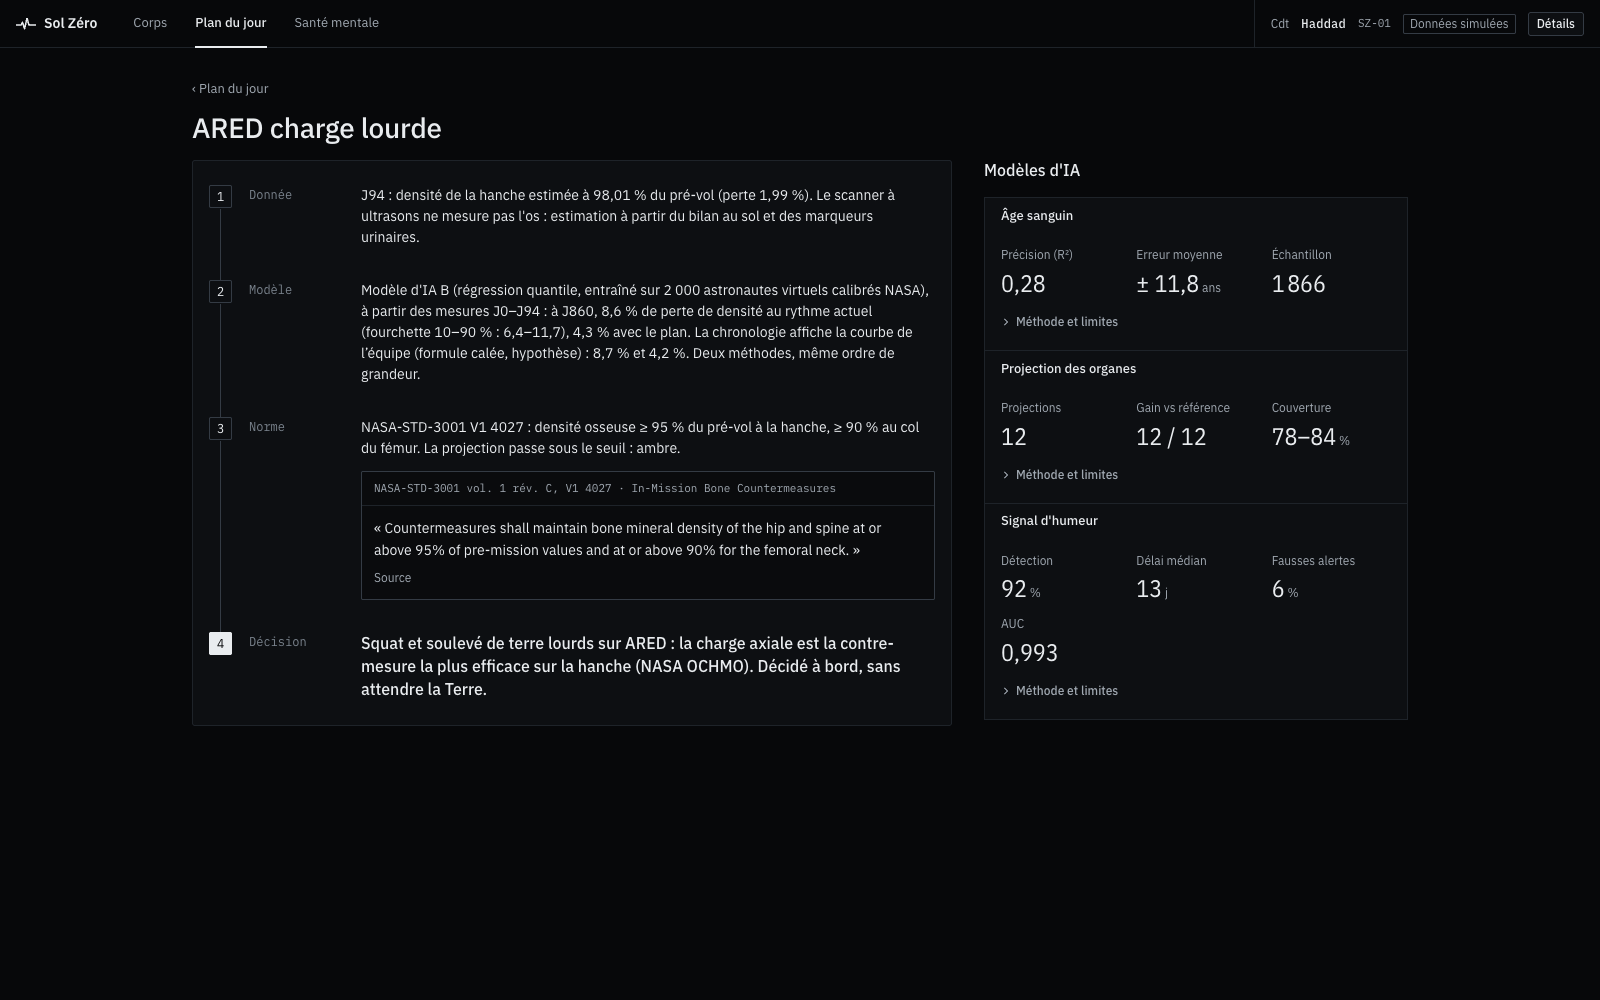 Sol Zéro
Corps
Plan du jour
Santé mentale
Cdt Haddad SZ-01
Données simulées
Détails
‹ Plan du jour
ARED charge lourde
1
Donnée
J94 : densité de la hanche estimée à 98,01 % du pré-vol (perte 1,99 %). Le scanner à
ultrasons ne mesure pas l'os : estimation à partir du bilan au sol et des marqueurs
urinaires.
2
Modèle
Modèle d'IA B (régression quantile, entraîné sur 2 000 astronautes virtuels calibrés NASA),
à partir des mesures J0–J94 : à J860, 8,6 % de perte de densité au rythme actuel
(fourchette 10–90 % : 6,4–11,7), 4,3 % avec le plan. La chronologie affiche la courbe de
l'équipe (formule calée, hypothèse) : 8,7 % et 4,2 %. Deux méthodes, même ordre de
grandeur.
3
Norme
NASA-STD-3001 V1 4027 : densité osseuse ≥ 95 % du pré-vol à la hanche, ≥ 90 % au col
du fémur. La projection passe sous le seuil : ambre.
NASA-STD-3001 vol. 1 rév. C, V1 4027 · In-Mission Bone Countermeasures
« Countermeasures shall maintain bone mineral density of the hip and spine at or
above 95% of pre-mission values and at or above 90% for the femoral neck. »
Source
4
Décision
Squat et soulevé de terre lourds sur ARED : la charge axiale est la contre-
mesure la plus efficace sur la hanche (NASA OCHMO). Décidé à bord, sans
attendre la Terre.
Modèles d'IA
Âge sanguin
Précision (R²)
Erreur moyenne
Échantillon
0,28
± 11,8 ans
1 866
› Méthode et limites
Projection des organes
Projections
Gain vs référence
Couverture
12
12 / 12
78–84 %
› Méthode et limites
Signal d'humeur
Détection
Délai médian
Fausses alertes
92 %
13 j
6 %
AUC
0,993
› Méthode et limites